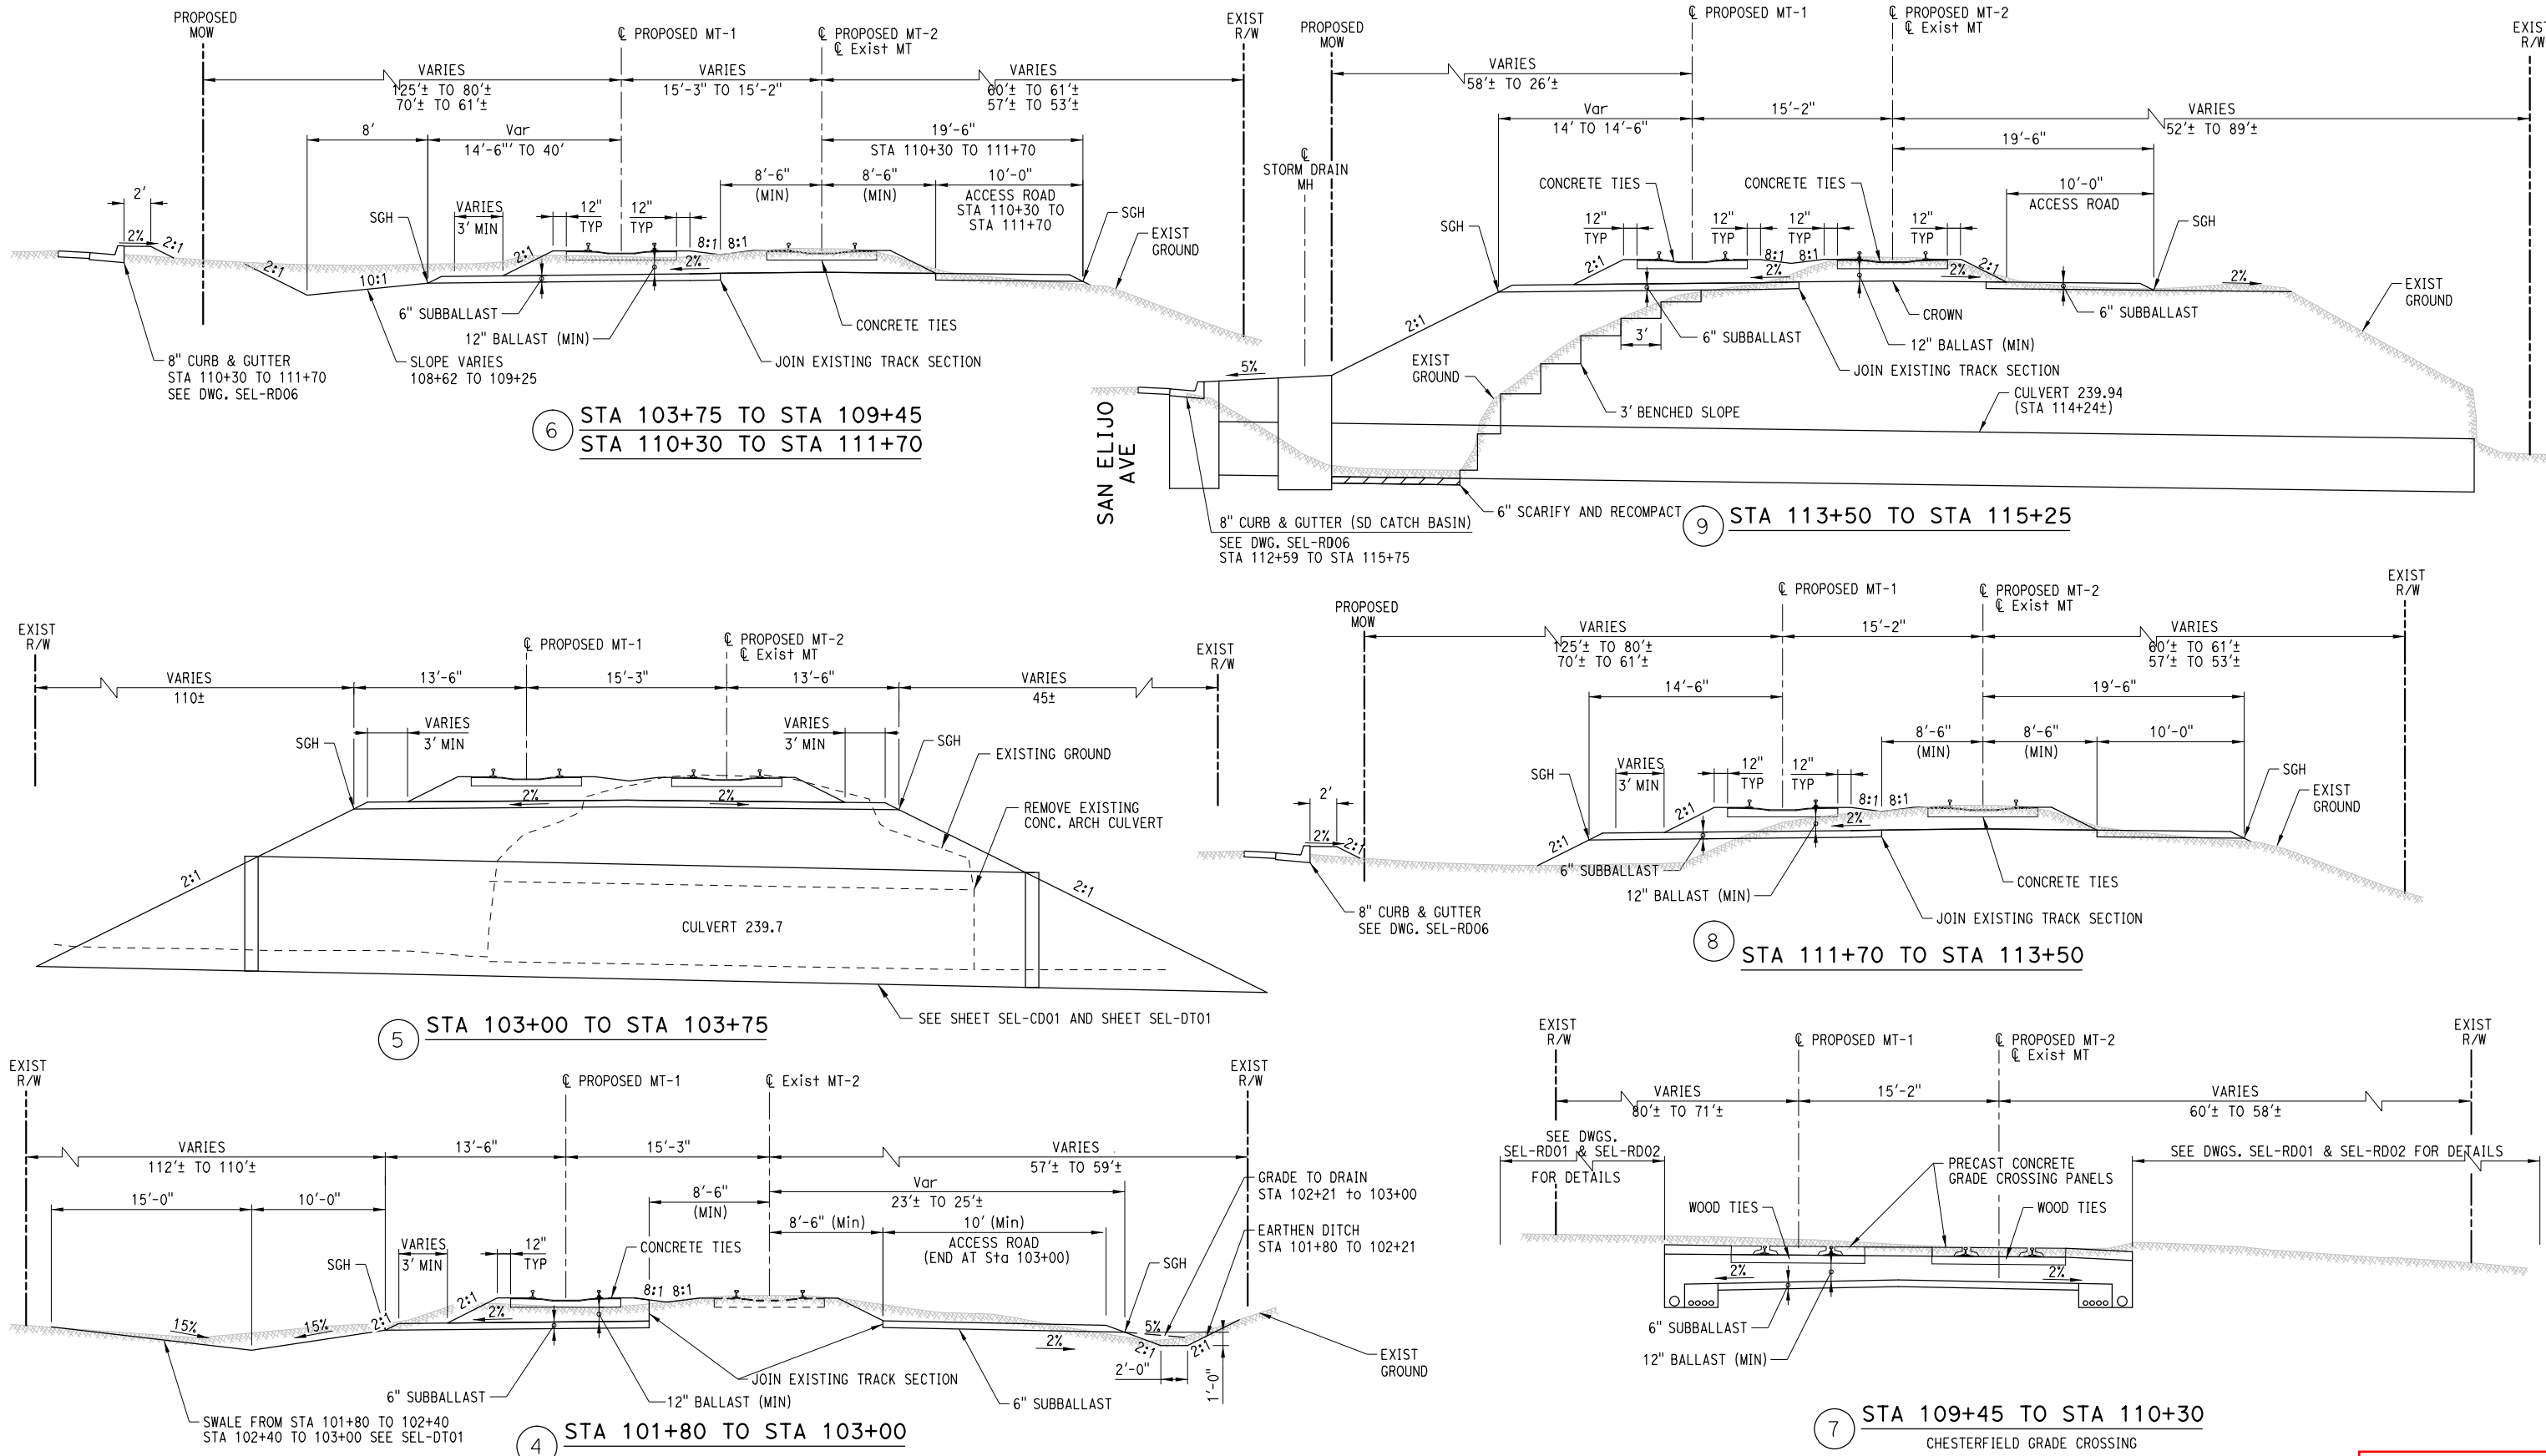 PROPOSED
MOW
℄ PROPOSED MT-1
℄ PROPOSED MT-2
℄ Exist MT
EXIST
R/W
VARIES
125'± TO 80'±
70'± TO 61'±
VARIES
15'-3" TO 15'-2"
VARIES
60'± TO 61'±
57'± TO 53'±
8'
Var
14'-6"' TO 40'
19'-6"
STA 110+30 TO 111+70
8'-6"
(MIN)
8'-6"
(MIN)
10'-0"
ACCESS ROAD
STA 110+30 TO
STA 111+70
2'
SGH
VARIES
3' MIN
12"
TYP
12"
TYP
SGH
EXIST
GROUND
2%
2:1
2:1
10:1
2:1
8:1
8:1
2%
6" SUBBALLAST
12" BALLAST (MIN)
CONCRETE TIES
JOIN EXISTING TRACK SECTION
8" CURB & GUTTER
STA 110+30 TO 111+70
SEE DWG. SEL-RD06
SLOPE VARIES
108+62 TO 109+25
6
STA 103+75 TO STA 109+45
STA 110+30 TO STA 111+70
PROPOSED
MOW
℄ PROPOSED MT-1
℄ PROPOSED MT-2
℄ Exist MT
EXIST
R/W
VARIES
58'± TO 26'±
Var
14' TO 14'-6"
15'-2"
VARIES
52'± TO 89'±
19'-6"
℄
STORM DRAIN
MH
CONCRETE TIES
CONCRETE TIES
10'-0"
ACCESS ROAD
12"
TYP
12"
TYP
12"
TYP
12"
TYP
SGH
SGH
8:1
8:1
2%
2%
2:1
2%
2:1
EXIST
GROUND
6" SUBBALLAST
CROWN
6" SUBBALLAST
3'
12" BALLAST (MIN)
EXIST
GROUND
JOIN EXISTING TRACK SECTION
5%
CULVERT 239.94
(STA 114+24±)
3' BENCHED SLOPE
SAN ELIJO
AVE
6" SCARIFY AND RECOMPACT
8" CURB & GUTTER (SD CATCH BASIN)
SEE DWG. SEL-RD06
STA 112+59 TO STA 115+75
9
STA 113+50 TO STA 115+25
EXIST
R/W
℄ PROPOSED MT-1
℄ PROPOSED MT-2
℄ Exist MT
EXIST
R/W
VARIES
110±
13'-6"
15'-3"
13'-6"
VARIES
45±
VARIES
3' MIN
VARIES
3' MIN
SGH
SGH
EXISTING GROUND
2%
2%
REMOVE EXISTING
CONC. ARCH CULVERT
2:1
2:1
CULVERT 239.7
SEE SHEET SEL-CD01 AND SHEET SEL-DT01
5
STA 103+00 TO STA 103+75
PROPOSED
MOW
℄ PROPOSED MT-1
℄ PROPOSED MT-2
℄ Exist MT
EXIST
R/W
VARIES
125'± TO 80'±
70'± TO 61'±
15'-2"
VARIES
60'± TO 61'±
57'± TO 53'±
14'-6"
19'-6"
8'-6"
(MIN)
8'-6"
(MIN)
10'-0"
SGH
VARIES
3' MIN
12"
TYP
12"
TYP
SGH
EXIST
GROUND
2'
2%
2:1
2:1
2:1
8:1
8:1
2%
6" SUBBALLAST
12" BALLAST (MIN)
CONCRETE TIES
JOIN EXISTING TRACK SECTION
8" CURB & GUTTER
SEE DWG. SEL-RD06
8
STA 111+70 TO STA 113+50
EXIST
R/W
℄ PROPOSED MT-1
℄ Exist MT-2
EXIST
R/W
VARIES
112'± TO 110'±
13'-6"
15'-3"
VARIES
57'± TO 59'±
15'-0"
10'-0"
8'-6"
(MIN)
Var
23'± TO 25'±
GRADE TO DRAIN
STA 102+21 to 103+00
8'-6" (Min)
10' (Min)
ACCESS ROAD
(END AT Sta 103+00)
EARTHEN DITCH
STA 101+80 TO 102+21
VARIES
3' MIN
12"
TYP
CONCRETE TIES
SGH
SGH
8:1
8:1
2:1
2%
2:1
15%
15%
5%
2%
2:1
2:1
2'-0"
1'-0"
EXIST
GROUND
JOIN EXISTING TRACK SECTION
6" SUBBALLAST
12" BALLAST (MIN)
6" SUBBALLAST
SWALE FROM STA 101+80 TO 102+40
STA 102+40 TO 103+00 SEE SEL-DT01
4
STA 101+80 TO STA 103+00
EXIST
R/W
℄ PROPOSED MT-1
℄ PROPOSED MT-2
℄ Exist MT
EXIST
R/W
VARIES
80'± TO 71'±
15'-2"
VARIES
60'± TO 58'±
SEE DWGS.
SEL-RD01 & SEL-RD02
FOR DETAILS
SEE DWGS. SEL-RD01 & SEL-RD02 FOR DETAILS
PRECAST CONCRETE
GRADE CROSSING PANELS
WOOD TIES
WOOD TIES
2%
2%
6" SUBBALLAST
12" BALLAST (MIN)
7
STA 109+45 TO STA 110+30
CHESTERFIELD GRADE CROSSING